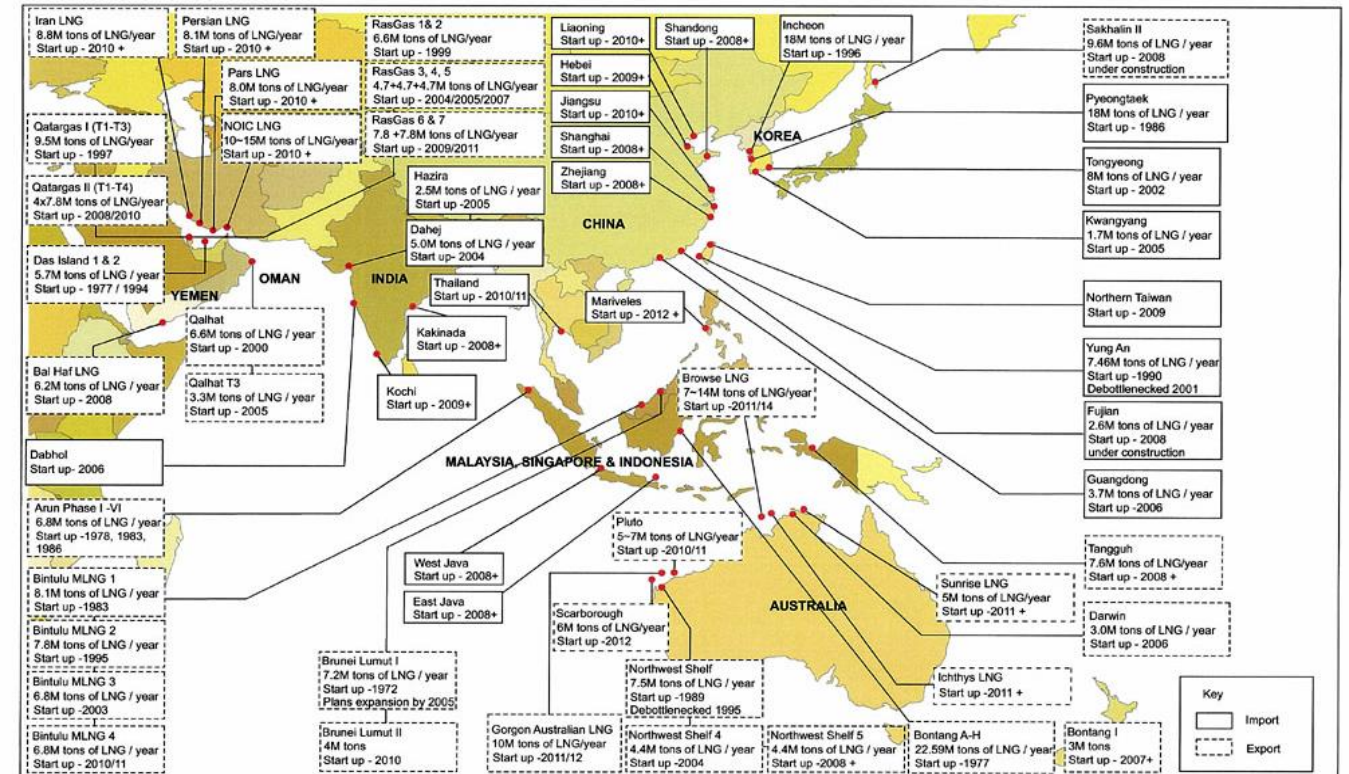 Iran LNG
8.8M tons of LNG/year
Start up - 2010 +
Persian LNG
8.1M tons of LNG/year
Start up - 2010 +
Pars LNG
8.0M tons of LNG/year
Start up - 2010 +
Qatargas I (T1-T3)
9.5M tons of LNG/year
Start up - 1997
NOIC LNG
10~15M tons of LNG/year
Start up - 2010 +
Qatargas II (T1-T4)
4x7.8M tons of LNG/year
Start up - 2008/2010
Das Island 1 & 2
5.7M tons of LNG / year
Start up - 1977 / 1994
RasGas 1& 2
6.6M tons of LNG/year
Start up - 1999
RasGas 3, 4, 5
4.7+4.7+4.7M tons of LNG/year
Start up - 2004/2005/2007
RasGas 6 & 7
7.8 +7.8M tons of LNG/year
Start up - 2009/2011
Hazira
2.5M tons of LNG / year
Start up -2005
Dahej
5.0M tons of LNG / year
Start up- 2004
Liaoning
Start up - 2010+
Hebei
Start up - 2009+
Jiangsu
Start up - 2010+
Shanghai
Start up - 2008+
Zhejiang
Start up - 2008+
Shandong
Start up - 2008+
Incheon
18M tons of LNG / year
Start up - 1996
Sakhalin II
9.6M tons of LNG / year
Start up - 2008
under construction
Pyeongtaek
18M tons of LNG / year
Start up - 1986
Tongyeong
8M tons of LNG / year
Start up - 2002
Kwangyang
1.7M tons of LNG / year
Start up - 2005
Northern Taiwan
Start up - 2009
Yung An
7.46M tons of LNG / year
Start up -1990
Debottlenecked 2001
Fujian
2.6M tons of LNG / year
Start up - 2008
under construction
Guangdong
3.7M tons of LNG / year
Start up -2006
KOREA
CHINA
INDIA
OMAN
YEMEN
Thailand
Start up - 2010/11
Mariveles
Start up - 2012 +
Kakinada
Start up - 2008+
Kochi
Start up - 2009+
Qalhat
6.6M tons of LNG / year
Start up - 2000
Qalhat T3
3.3M tons of LNG / year
Start up - 2005
Bal Haf LNG
6.2M tons of LNG / year
Start up - 2008
Dabhol
Start up- 2006
Browse LNG
7~14M tons of LNG/year
Start up -2011/14
MALAYSIA, SINGAPORE & INDONESIA
Arun Phase I -VI
6.8M tons of LNG / year
Start up -1978, 1983,
1986
Bintulu MLNG 1
8.1M tons of LNG / year
Start up -1983
Bintulu MLNG 2
7.8M tons of LNG / year
Start up -1995
Bintulu MLNG 3
6.8M tons of LNG / year
Start up -2003
Bintulu MLNG 4
6.8M tons of LNG / year
Start up - 2010/11
West Java
Start up - 2008+
East Java
Start up - 2008+
Pluto
5~7M tons of LNG/year
Start up -2010/11
Scarborough
6M tons of LNG/year
Start up -2012
AUSTRALIA
Sunrise LNG
5M tons of LNG/year
Start up -2011 +
Tangguh
7.6M tons of LNG/year
Start up - 2008 +
Darwin
3.0M tons of LNG / year
Start up - 2006
Brunei Lumut I
7.2M tons of LNG / year
Start up -1972
Plans expansion by 2005
Brunei Lumut II
4M tons
Start up - 2010
Gorgon Australian LNG
10M tons of LNG/year
Start up -2011/12
Northwest Shelf
7.5M tons of LNG / year
Start up -1989
Debottlenecked 1995
Northwest Shelf 4
4.4M tons of LNG / year
Start up -2004
Northwest Shelf 5
4.4M tons of LNG / year
Start up -2008 +
Ichthys LNG
Start up -2011 +
Bontang A-H
22.59M tons of LNG / year
Start up -1977
Bontang I
3M tons
Start up - 2007+
Key
Import
Export